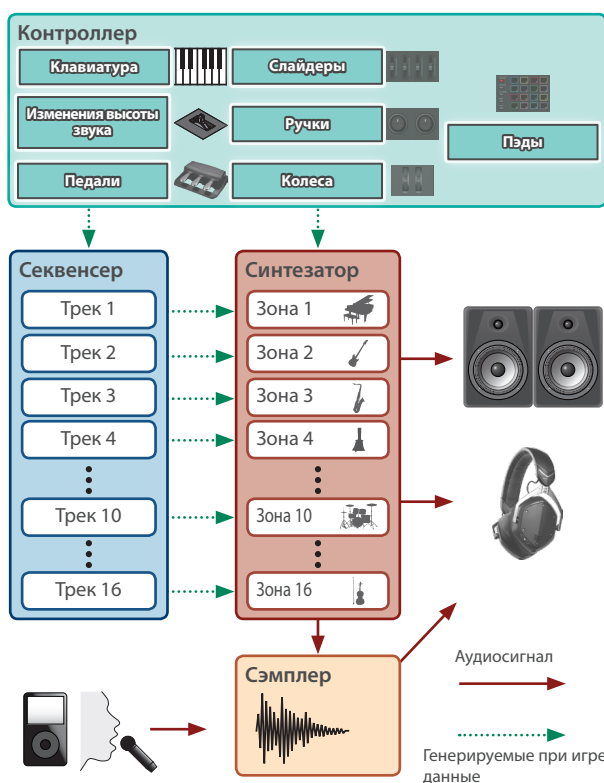 Контроллер
Клавиатура
Слайдеры
Изменения высоты
звука
Ручки
Пэды
Педали
Колеса
Секвенсер
Синтезатор
Трек 1
Зона 1
Трек 2
Зона 2
Трек 3
Зона 3
Трек 4
Зона 4
Трек 10
Зона 10
Трек 16
Зона 16
Сэмплер
Аудиосигнал
Генерируемые при игре
данные